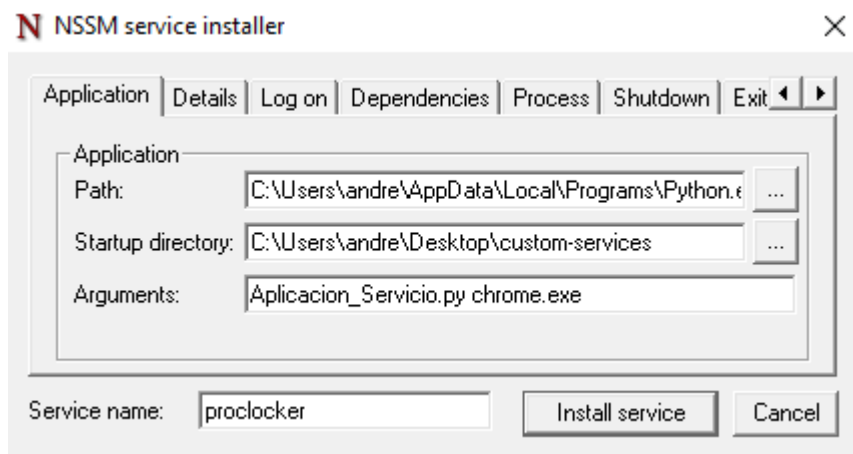 N NSSM service installer
Application Details Log on Dependencies Process Shutdown Exit
Application
Path: C:\Users\andre\AppData\Local\Programs\Python.e ...
Startup directory: C:\Users\andre\Desktop\custom-services ...
Arguments: Aplicacion_Servicio.py chrome.exe
Service name: proclocker Install service Cancel